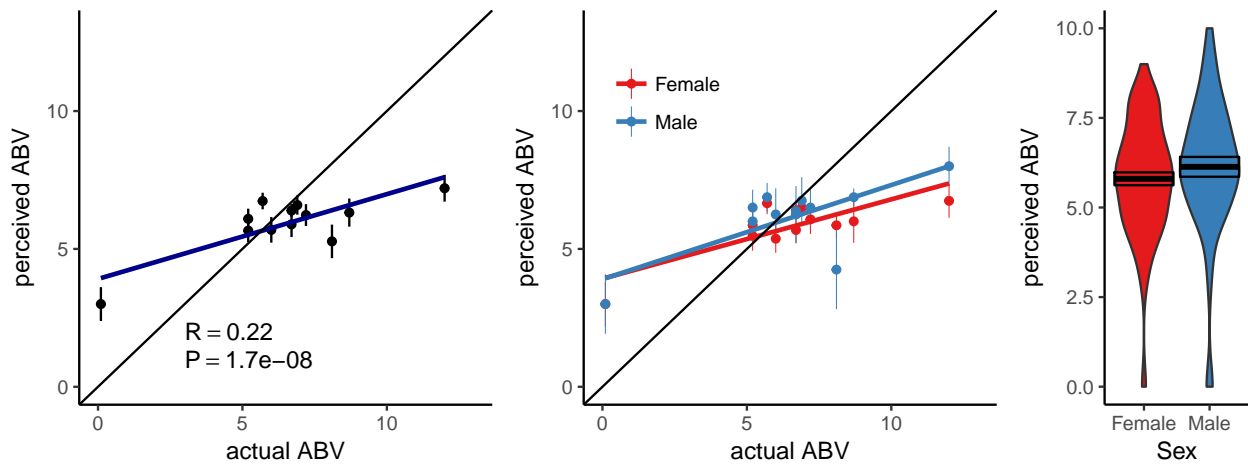 perceived ABV
10
5
0
R = 0.22
P = 1.7e−08
0
5
10
actual ABV
perceived ABV
10
5
0
Female
Male
0
5
10
actual ABV
perceived ABV
10.0
7.5
5.0
2.5
0.0
Female
Male
Sex